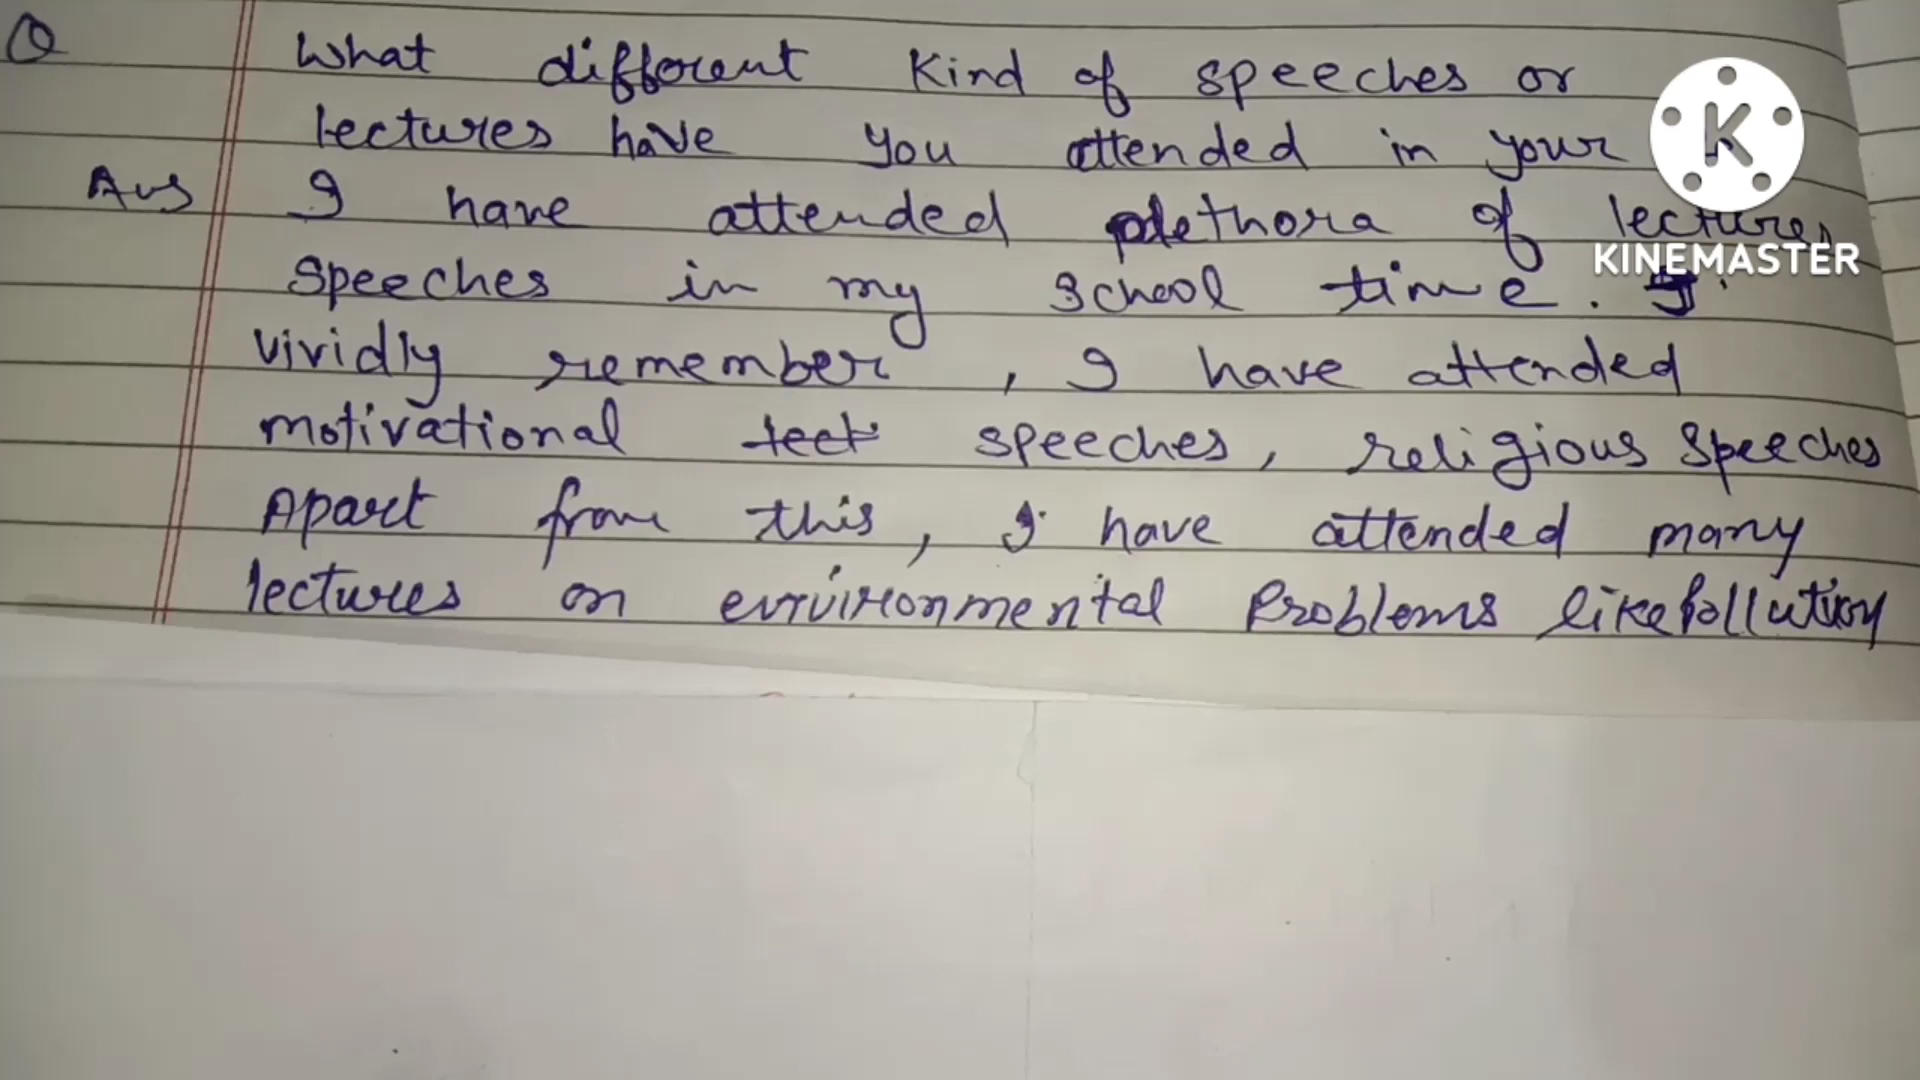 Q What different kind of speeches or
lectures have you attended in your
Ans I have attended plethora of lectures
speeches in my school time. I
vividly remember, I have attended
motivational speeches, religious speeches
Apart from this, I have attended many
lectures on environmental problems like pollution
K
KINEMASTER